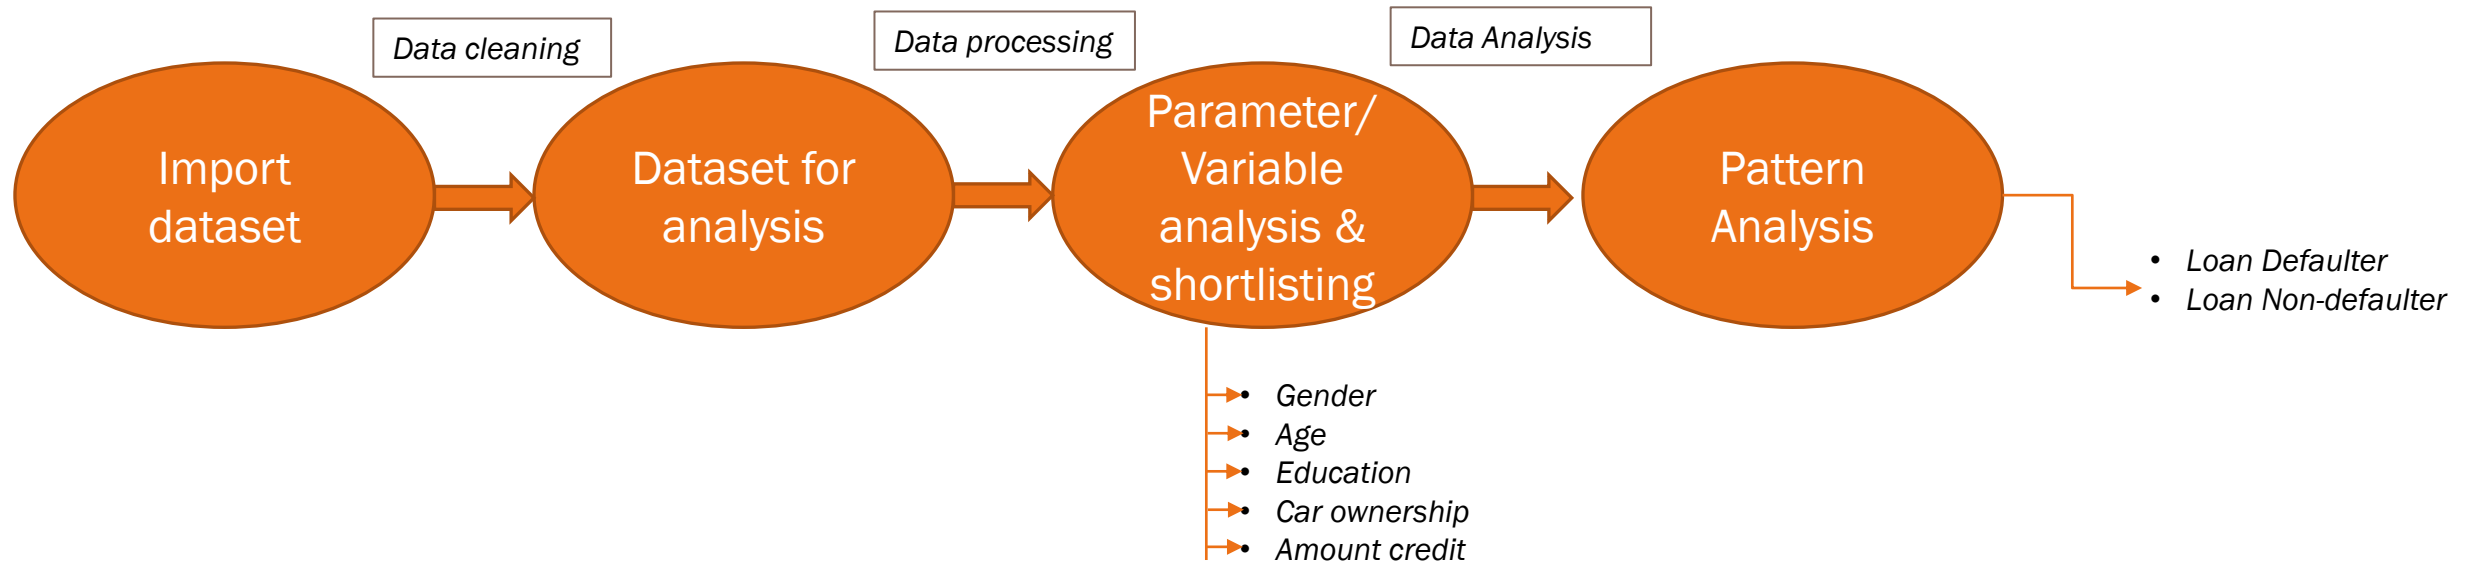 Data cleaning
Data processing
Data Analysis
Import
dataset
Dataset for
analysis
Parameter/
Variable
analysis &
shortlisting
Pattern
Analysis
• Loan Defaulter
• Loan Non-defaulter
• Gender
• Age
• Education
• Car ownership
• Amount credit